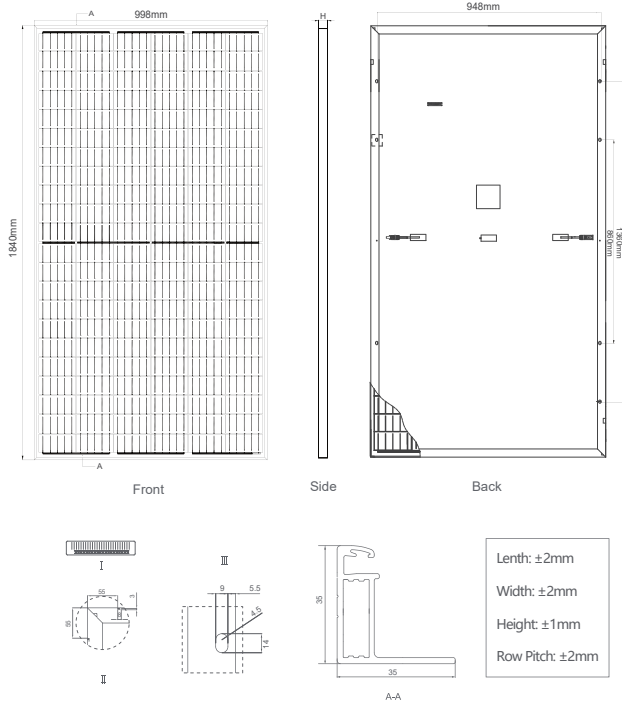 A
998mm
H
948mm
1840mm
860mm
1360mm
A
Front
Side
Back
I
III
55
3
55
8
II
9
5.5
4.5
14
35
35
A-A
Lenth: ±2mm
Width: ±2mm
Height: ±1mm
Row Pitch: ±2mm